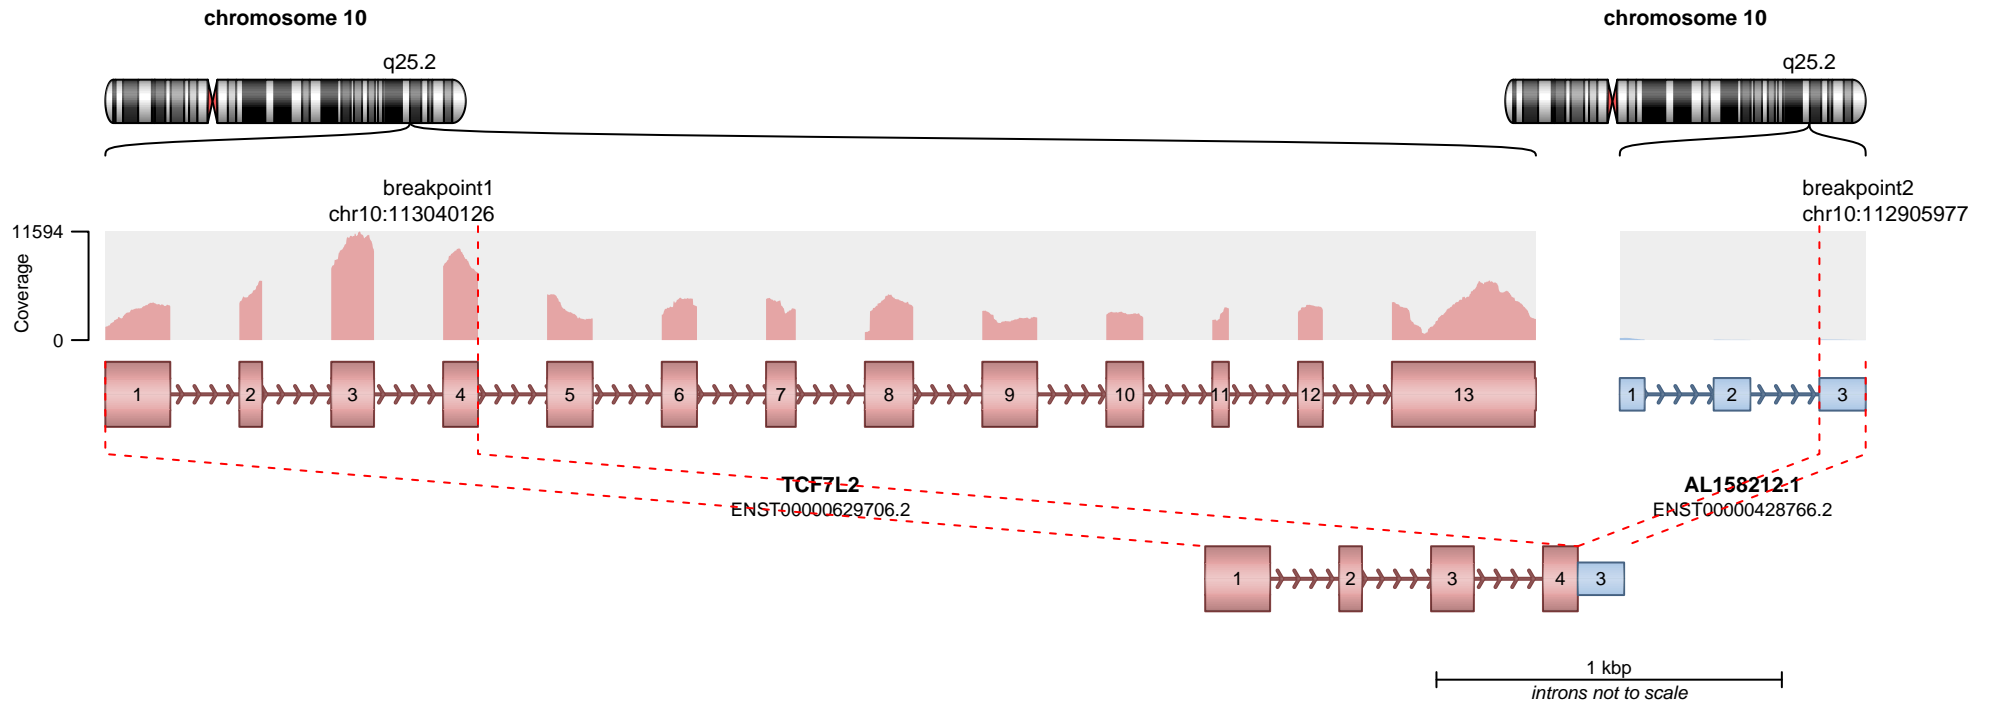 chromosome 10
chromosome 10
q25.2
q25.2
breakpoint1
chr10:113040126
breakpoint2
chr10:112905977
11594
Coverage
0
1 2 3 4 5 6 7 8 9 10 11 12 13
1 2 3
TCF7L2
ENST00000629706.2
AL158212.1
ENST00000428766.2
1 2 3 4 3
1 kbp
introns not to scale